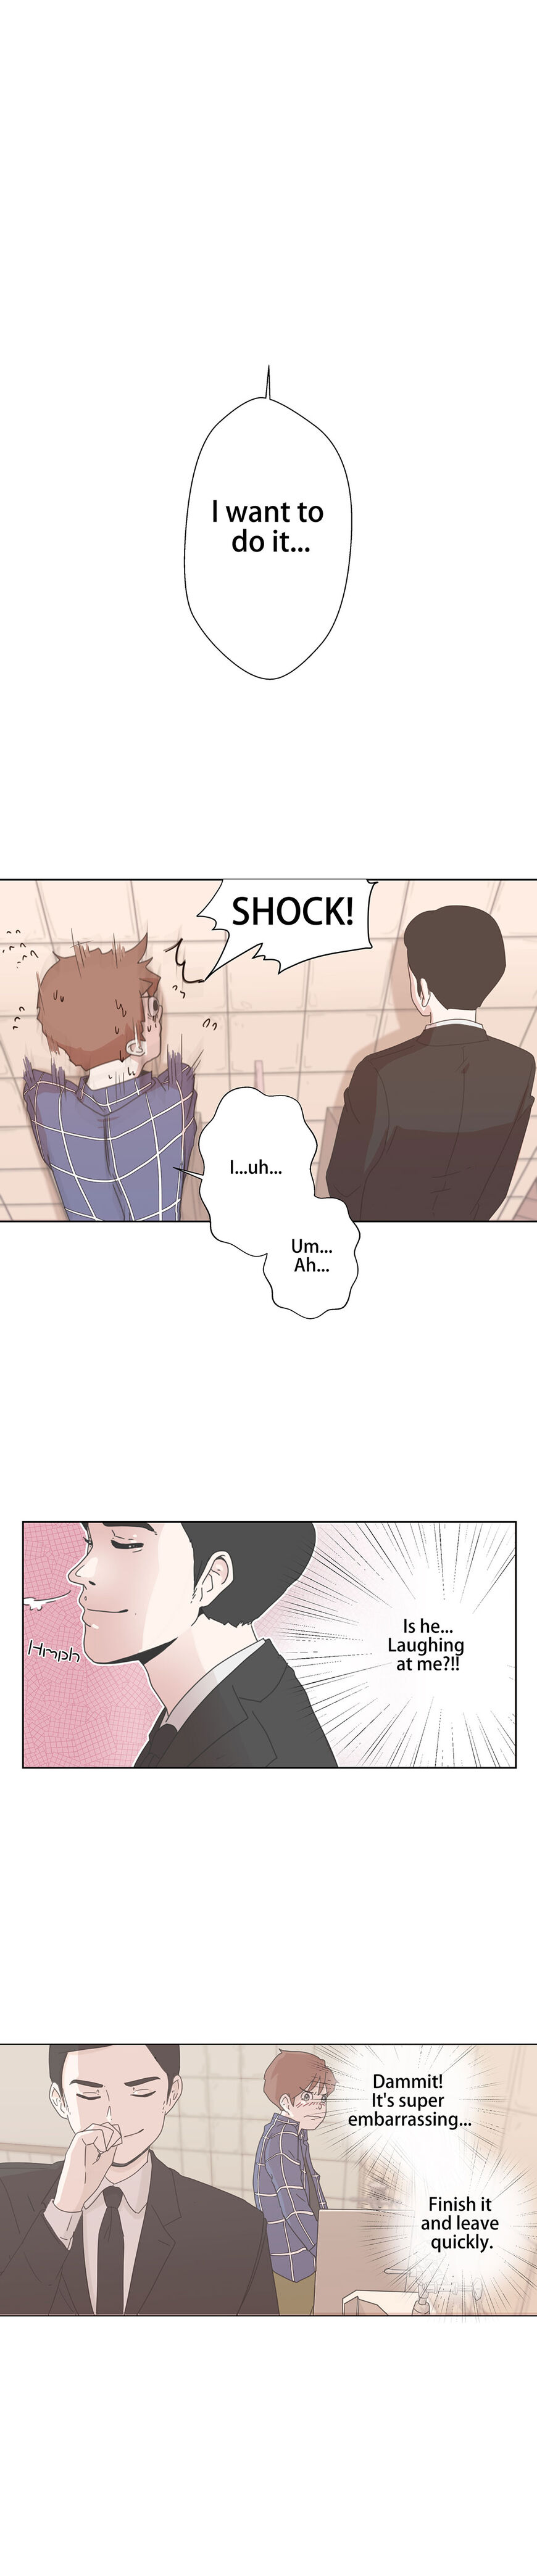 I want to
do it...
SHOCK!
I...uh...
Um...
Ah...
Hmph
Is he...
Laughing
at me?!!
Dammit!
It's super
embarrassing...
Finish it
and leave
quickly.